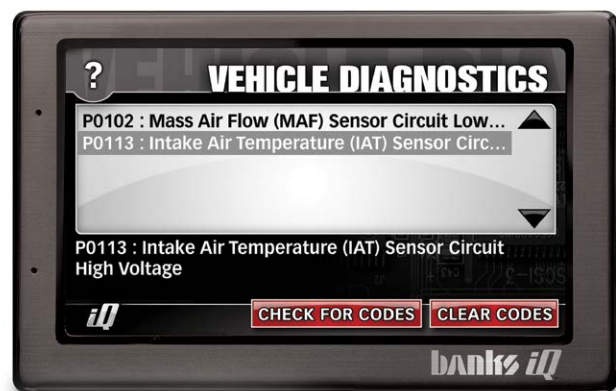 ?
VEHICLE DIAGNOSTICS
P0102 : Mass Air Flow (MAF) Sensor Circuit Low...
P0113 : Intake Air Temperature (IAT) Sensor Circ...
P0113 : Intake Air Temperature (IAT) Sensor Circuit
High Voltage
iQ
CHECK FOR CODES
CLEAR CODES
banks iQ